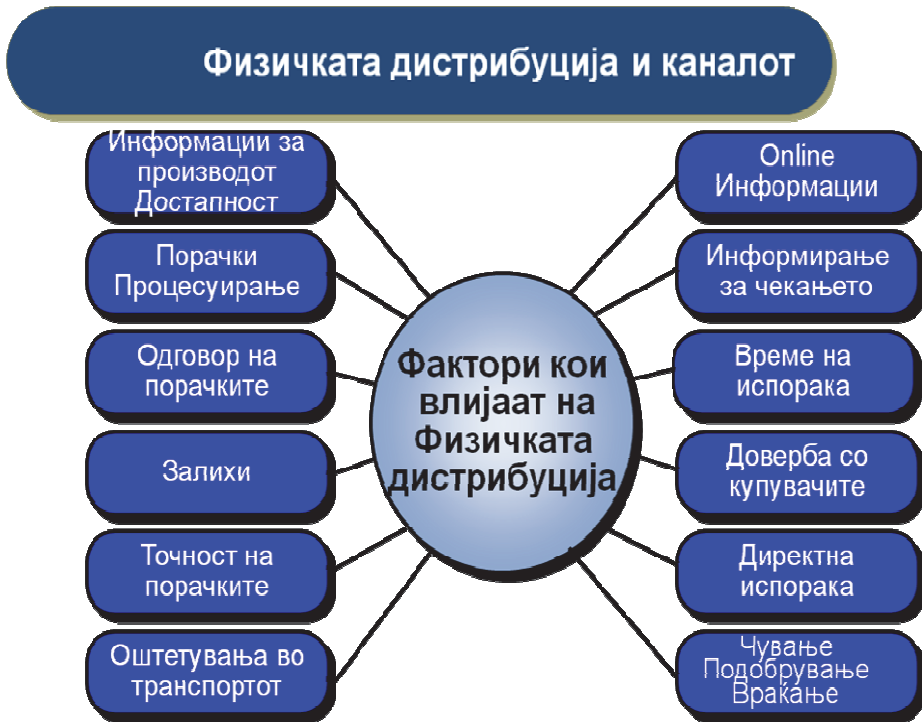 Физичката дистрибуција и каналот
Информации за
производот
Достапност
Порачки
Процесуирање
Одговор на
порачките
Залихи
Точност на
порачките
Оштетувања во
транспортот
Фактори кои
влијаат на
Физичката
дистрибуција
Online
Информации
Информирање
за чекањето
Време на
испорака
Доверба со
купувачите
Директна
испорака
Чување
Подобрување
Враќање